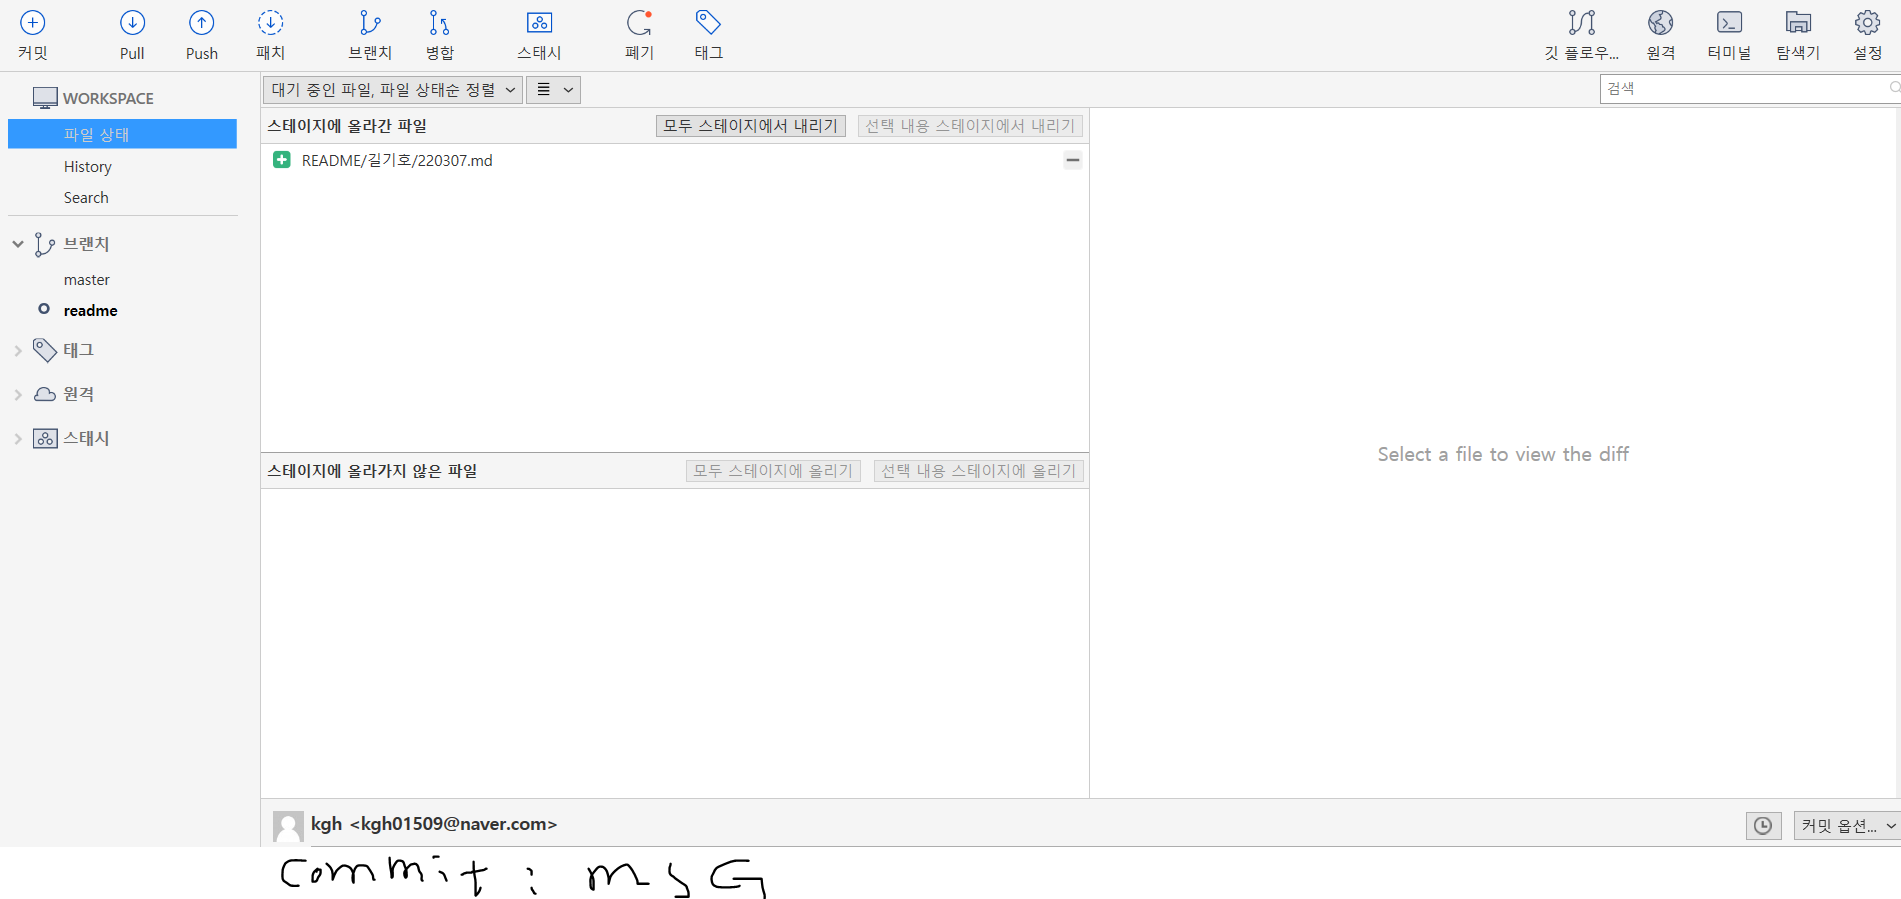 커밋
Pull
Push
패치
브랜치
병합
스태시
폐기
태그
깃 플로우...
원격
터미널
탐색기
설정
WORKSPACE
파일 상태
History
Search
브랜치
master
readme
태그
원격
스태시
대기 중인 파일, 파일 상태순 정렬
검색
스테이지에 올라간 파일
모두 스테이지에서 내리기
선택 내용 스테이지에서 내리기
README/길기호/220307.md
Select a file to view the diff
스테이지에 올라가지 않은 파일
모두 스테이지에 올리기
선택 내용 스테이지에 올리기
kgh <kgh01509@naver.com>
커밋 옵션...
Commit : msG